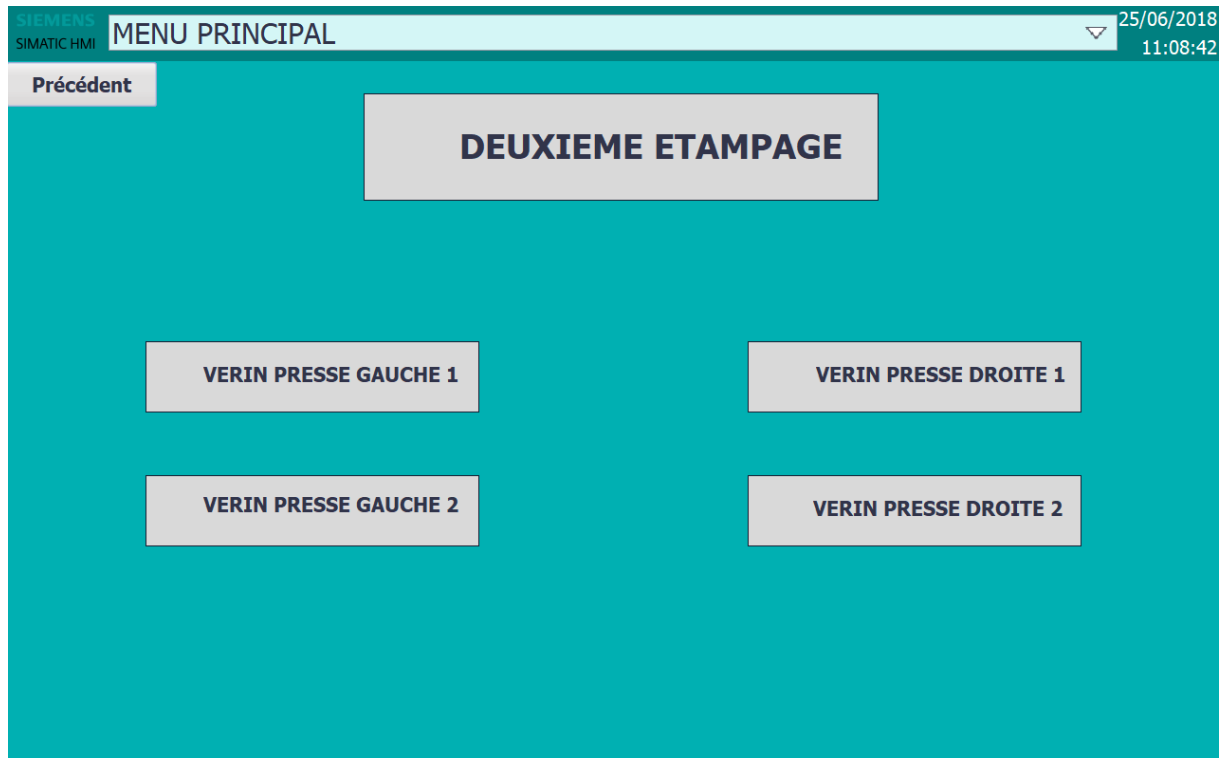 SIEMENS
SIMATIC HMI
MENU PRINCIPAL
25/06/2018
11:08:42
Précédent
DEUXIEME ETAMPAGE
VERIN PRESSE GAUCHE 1
VERIN PRESSE DROITE 1
VERIN PRESSE GAUCHE 2
VERIN PRESSE DROITE 2